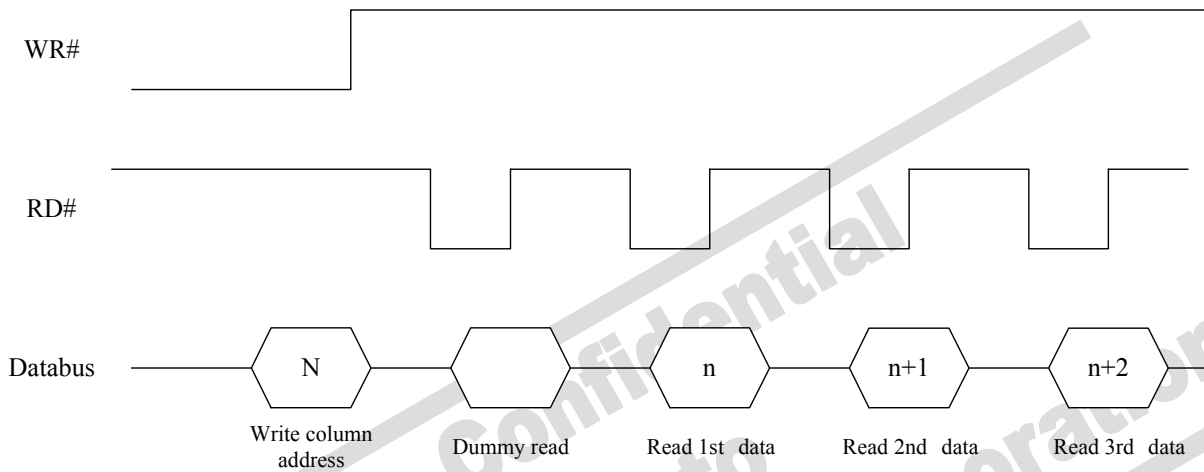 WR#
RD#
Databus
N
n
n+1
n+2
Write column
address
Dummy read
Read 1st data
Read 2nd data
Read 3rd data
Confidential
to